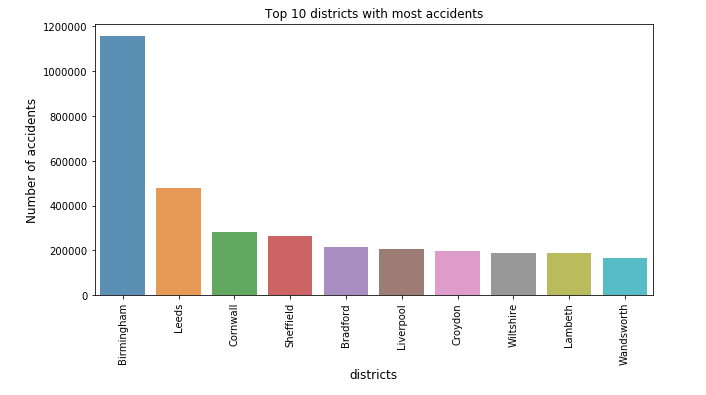 Top 10 districts with most accidents
Number of accidents
1200000
1000000
800000
600000
400000
200000
0
Birmingham
Leeds
Cornwall
Sheffield
Bradford
Liverpool
Croydon
Wiltshire
Lambeth
Wandsworth
districts